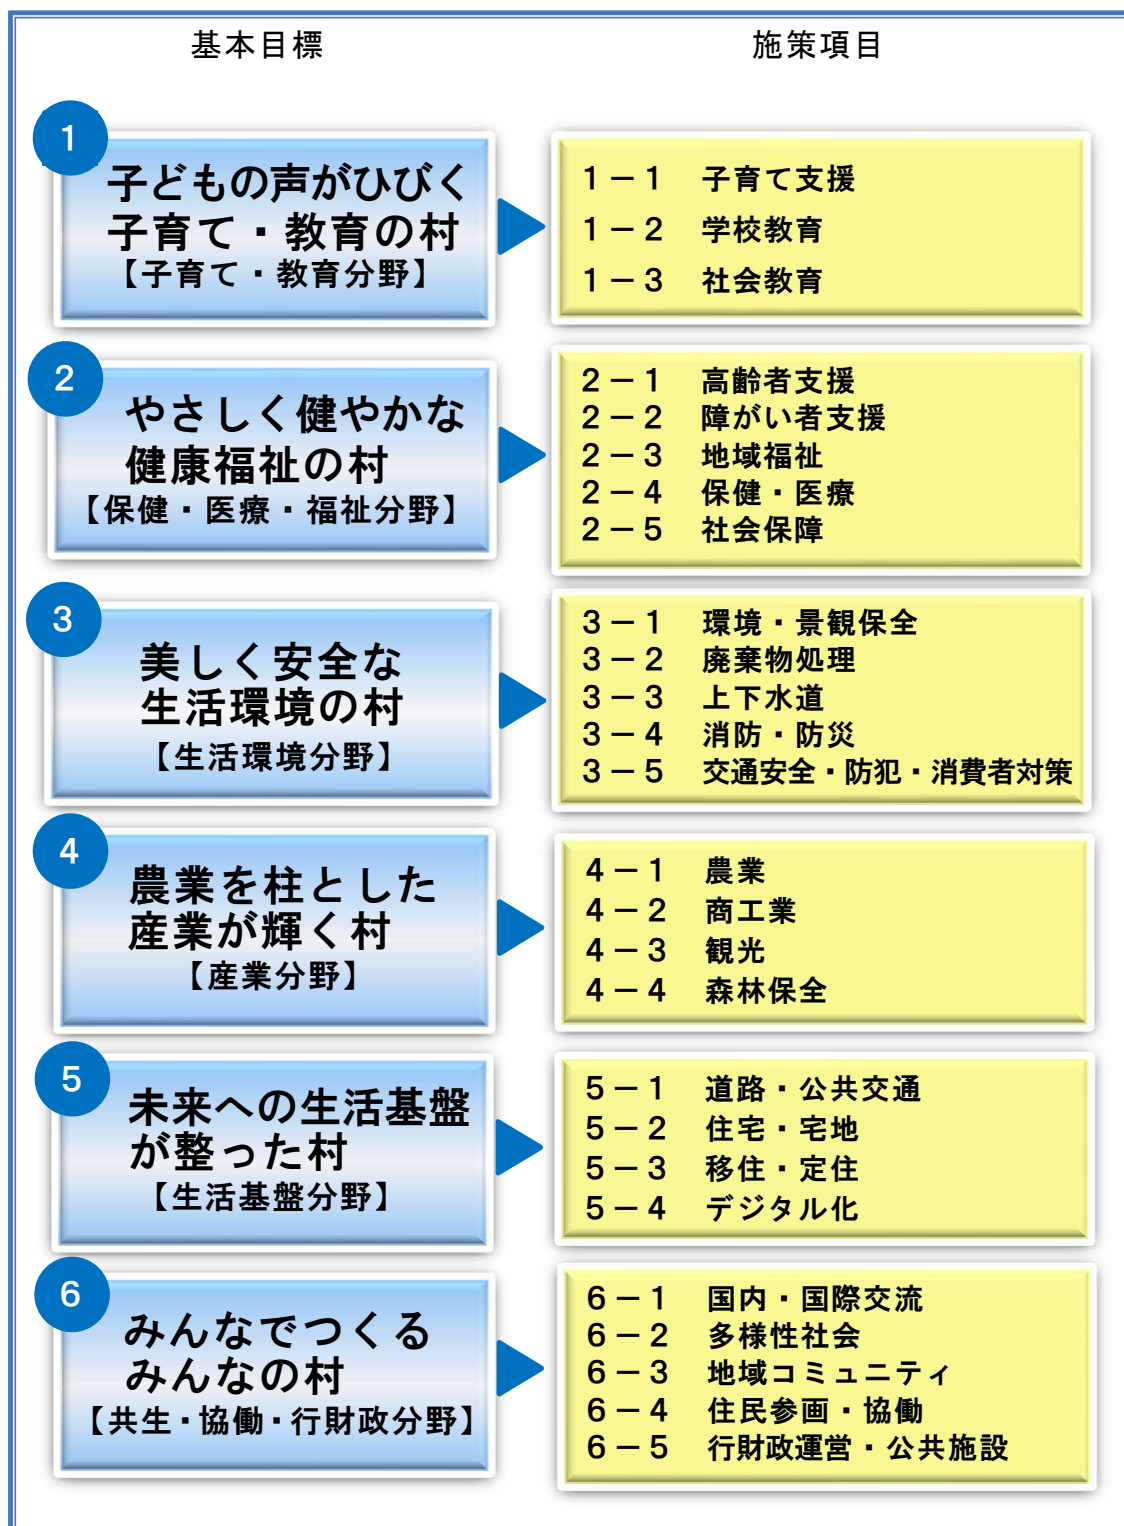 基本目標
施策項目
1
子どもの声がひびく
子育て・教育の村
【子育て・教育分野】
1－1 子育て支援
1－2 学校教育
1－3 社会教育
2
やさしく健やかな
健康福祉の村
【保健・医療・福祉分野】
2－1 高齢者支援
2－2 障がい者支援
2－3 地域福祉
2－4 保健・医療
2－5 社会保障
3
美しく安全な
生活環境の村
【生活環境分野】
3－1 環境・景観保全
3－2 廃棄物処理
3－3 上下水道
3－4 消防・防災
3－5 交通安全・防犯・消費者対策
4
農業を柱とした
産業が輝く村
【産業分野】
4－1 農業
4－2 商工業
4－3 観光
4－4 森林保全
5
未来への生活基盤
が整った村
【生活基盤分野】
5－1 道路・公共交通
5－2 住宅・宅地
5－3 移住・定住
5－4 デジタル化
6
みんなでつくる
みんなの村
【共生・協働・行財政分野】
6－1 国内・国際交流
6－2 多様性社会
6－3 地域コミュニティ
6－4 住民参画・協働
6－5 行財政運営・公共施設